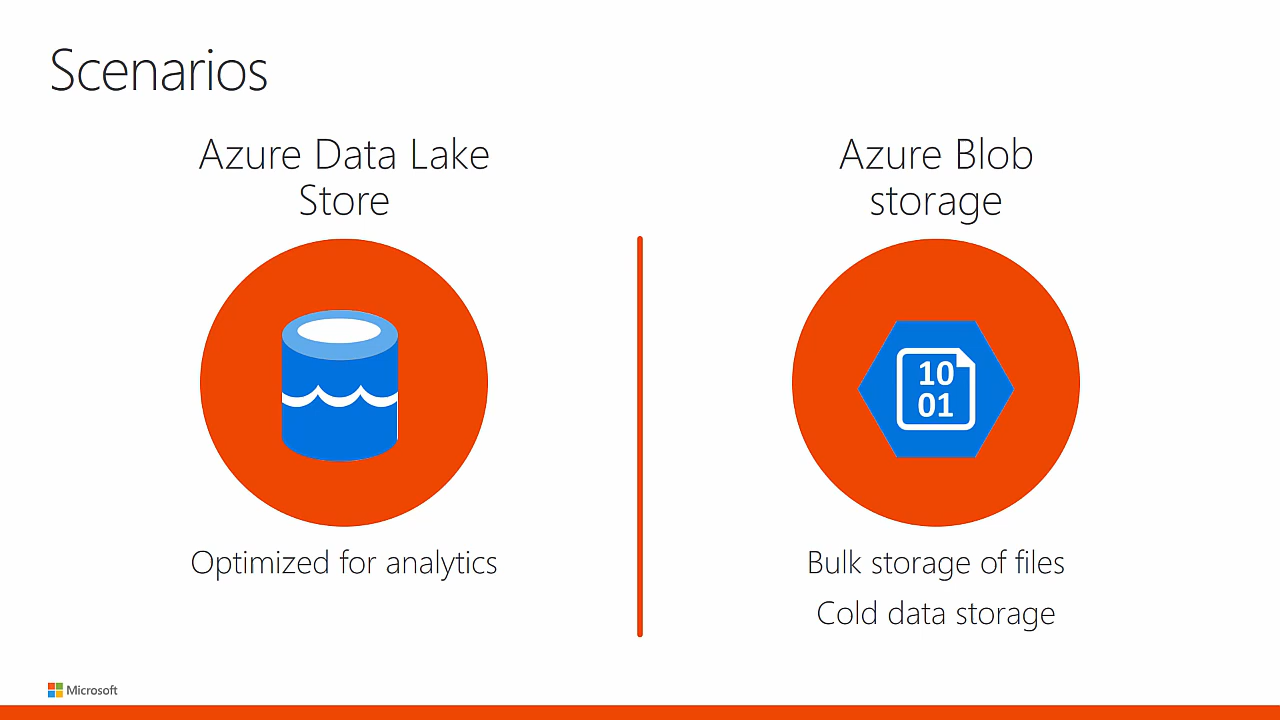 Scenarios
Azure Data Lake
Store
Optimized for analytics
Azure Blob
storage
10
01
Bulk storage of files
Cold data storage
Microsoft